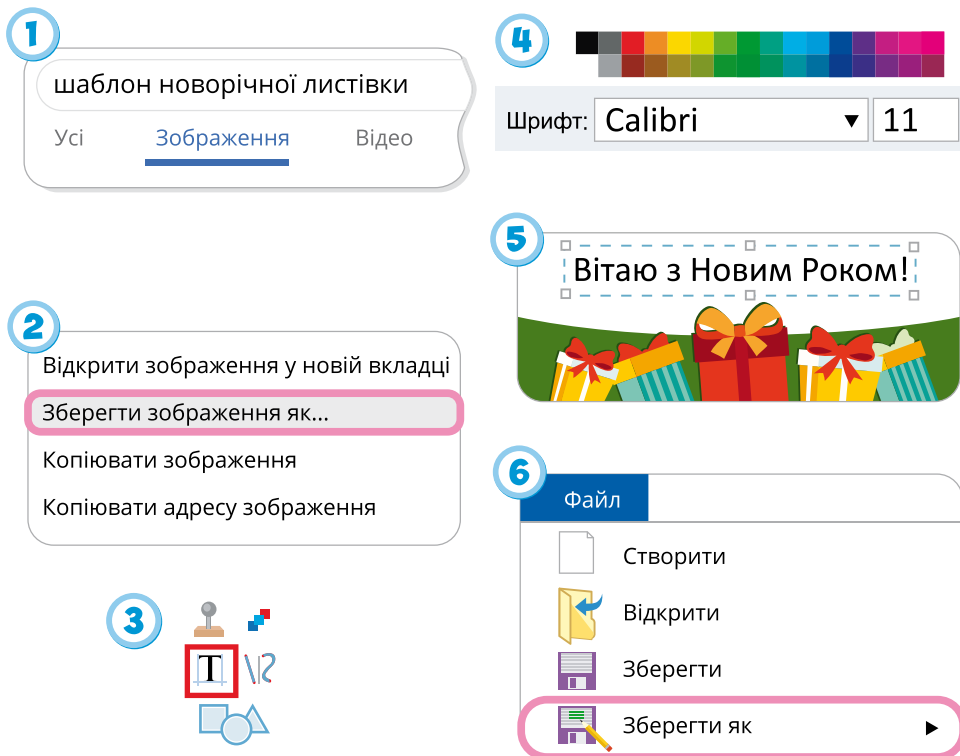 1
шаблон новорічної листівки
Усі Зображення Відео
2
Відкрити зображення у новій вкладці
Зберегти зображення як...
Копіювати зображення
Копіювати адресу зображення
3
T
4
Шрифт: Calibri 11
5
Вітаю з Новим Роком!
6
Файл
Створити
Відкрити
Зберегти
Зберегти як